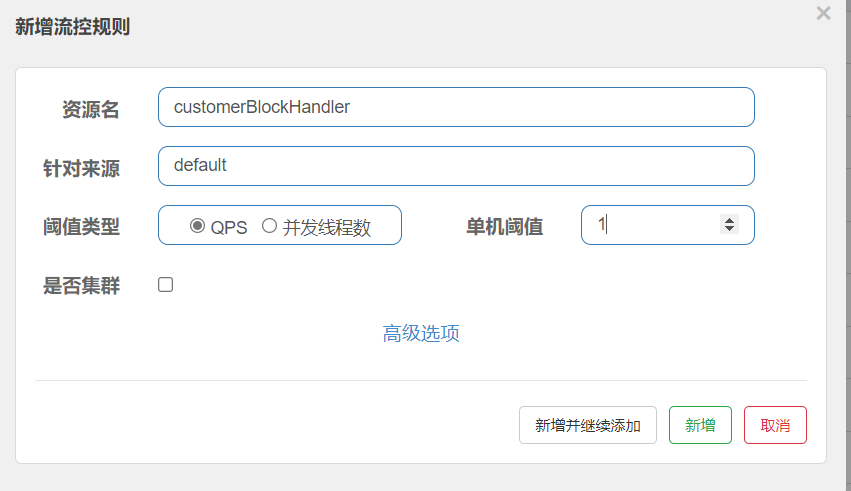 新增流控规则
资源名 customerBlockHandler
针对来源 default
阈值类型 QPS 并发线程数 单机阈值 1
是否集群
高级选项
新增并继续添加 新增 取消